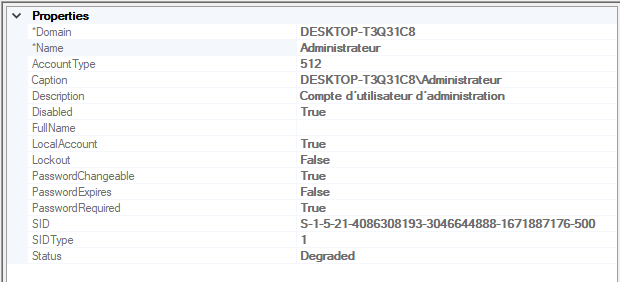 Properties
*Domain DESKTOP-T3Q31C8
*Name Administrateur
AccountType 512
Caption DESKTOP-T3Q31C8\Administrateur
Description Compte d'utilisateur d'administration
Disabled True
FullName
LocalAccount True
Lockout False
PasswordChangeable True
PasswordExpires False
PasswordRequired True
SID S-1-5-21-4086308193-3046644888-1671887176-500
SIDType 1
Status Degraded